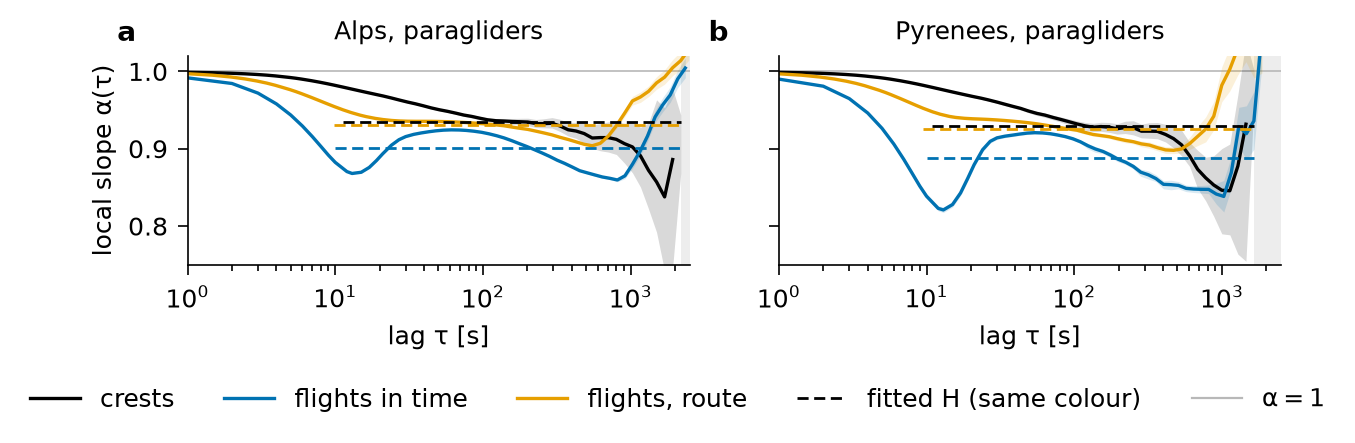 a Alps, paragliders
b Pyrenees, paragliders
local slope α(τ)
1.0
0.9
0.8
10⁰ 10¹ 10² 10³
10⁰ 10¹ 10² 10³
lag τ [s]
lag τ [s]
crests flights in time flights, route fitted H (same colour) α = 1